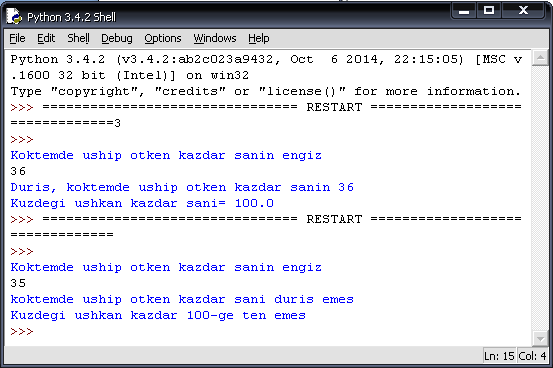 Python 3.4.2 Shell
File Edit Shell Debug Options Windows Help
Python 3.4.2 (v3.4.2:ab2c023a9432, Oct  6 2014, 22:15:05) [MSC v
.1600 32 bit (Intel)] on win32
Type "copyright", "credits" or "license()" for more information.
>>> ================================ RESTART ===================
=============3
>>>
Koktemde uship otken kazdar sanin engiz
36
Duris, koktemde uship otken kazdar sanin 36
Kuzdegi ushkan kazdar sani= 100.0
>>> ================================ RESTART ===================
=============
>>>
Koktemde uship otken kazdar sanin engiz
35
koktemde uship otken kazdar sani duris emes
Kuzdegi ushkan kazdar 100-ge ten emes
>>>
Ln: 15 Col: 4